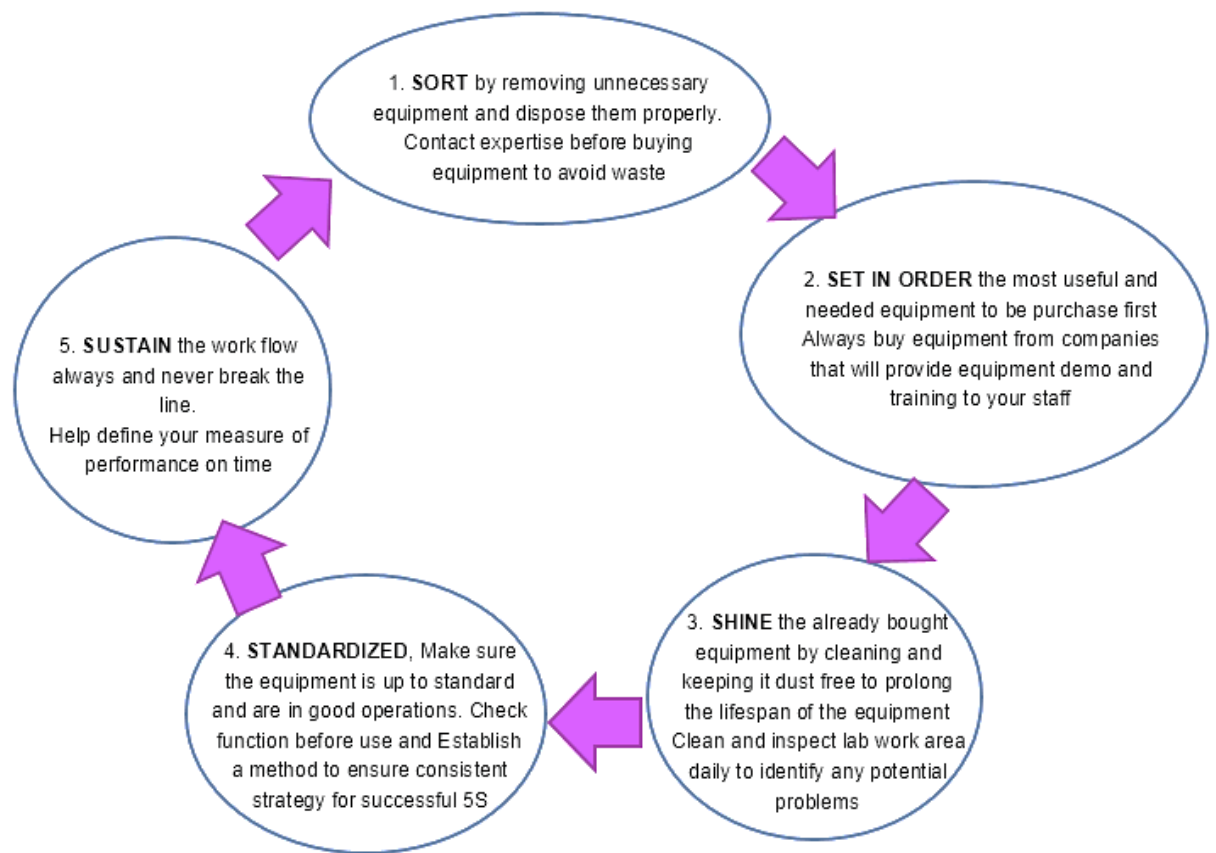 1. SORT by removing unnecessary
equipment and dispose them properly.
Contact expertise before buying
equipment to avoid waste
2. SET IN ORDER the most useful and
needed equipment to be purchase first
Always buy equipment from companies
that will provide equipment demo and
training to your staff
3. SHINE the already bought
equipment by cleaning and
keeping it dust free to prolong
the lifespan of the equipment
Clean and inspect lab work area
daily to identify any potential
problems
4. STANDARDIZED, Make sure
the equipment is up to standard
and are in good operations. Check
function before use and Establish
a method to ensure consistent
strategy for successful 5S
5. SUSTAIN the work flow
always and never break the
line.
Help define your measure of
performance on time